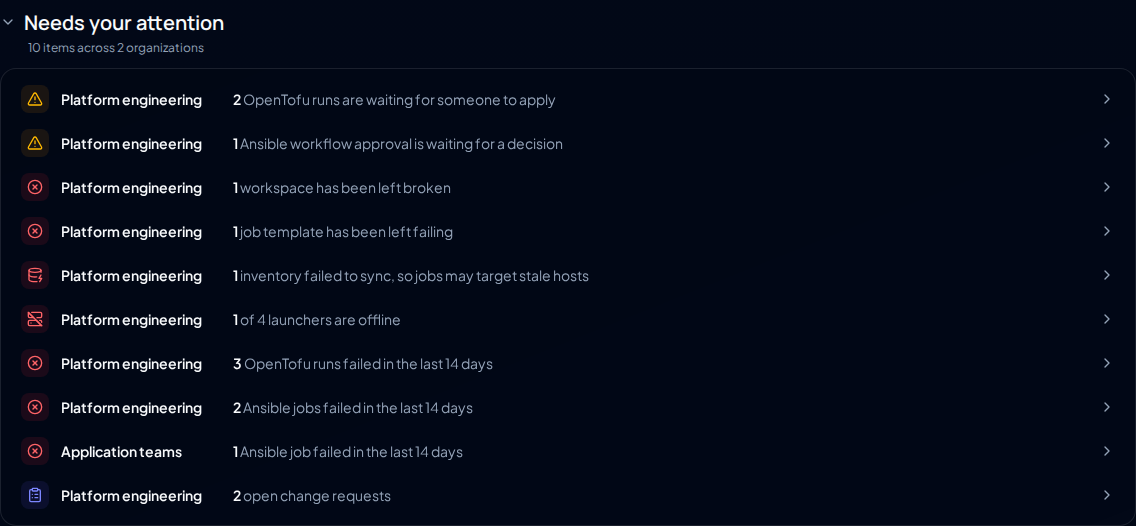 Needs your attention
10 items across 2 organizations
Platform engineering 2 OpenTofu runs are waiting for someone to apply
Platform engineering 1 Ansible workflow approval is waiting for a decision
Platform engineering 1 workspace has been left broken
Platform engineering 1 job template has been left failing
Platform engineering 1 inventory failed to sync, so jobs may target stale hosts
Platform engineering 1 of 4 launchers are offline
Platform engineering 3 OpenTofu runs failed in the last 14 days
Platform engineering 2 Ansible jobs failed in the last 14 days
Application teams 1 Ansible job failed in the last 14 days
Platform engineering 2 open change requests